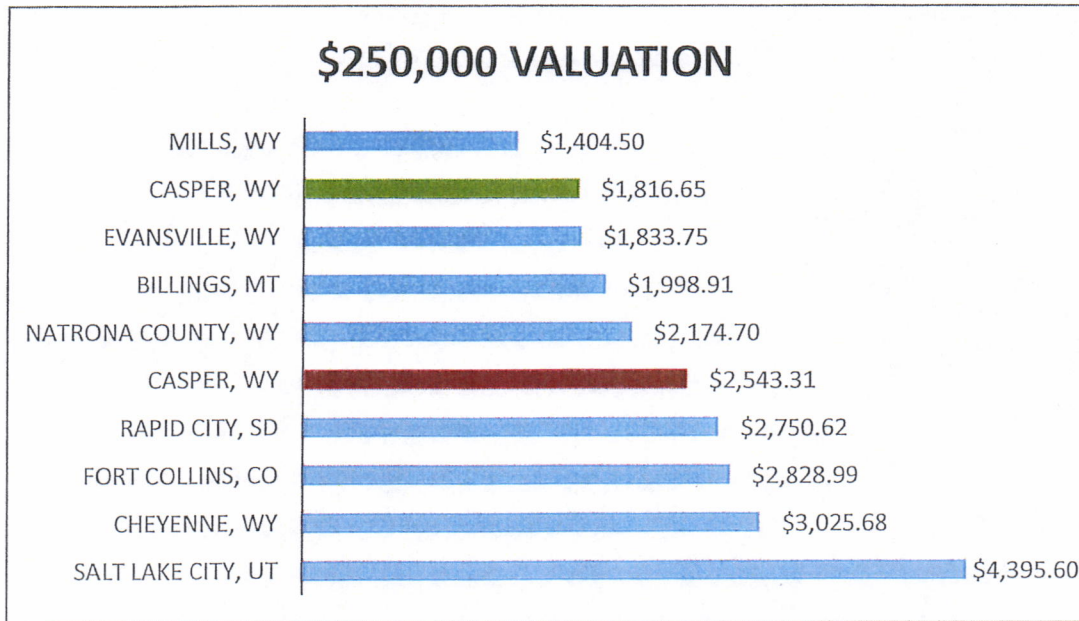 $250,000 VALUATION
MILLS, WY $1,404.50
CASPER, WY $1,816.65
EVANSVILLE, WY $1,833.75
BILLINGS, MT $1,998.91
NATRONA COUNTY, WY $2,174.70
CASPER, WY $2,543.31
RAPID CITY, SD $2,750.62
FORT COLLINS, CO $2,828.99
CHEYENNE, WY $3,025.68
SALT LAKE CITY, UT $4,395.60